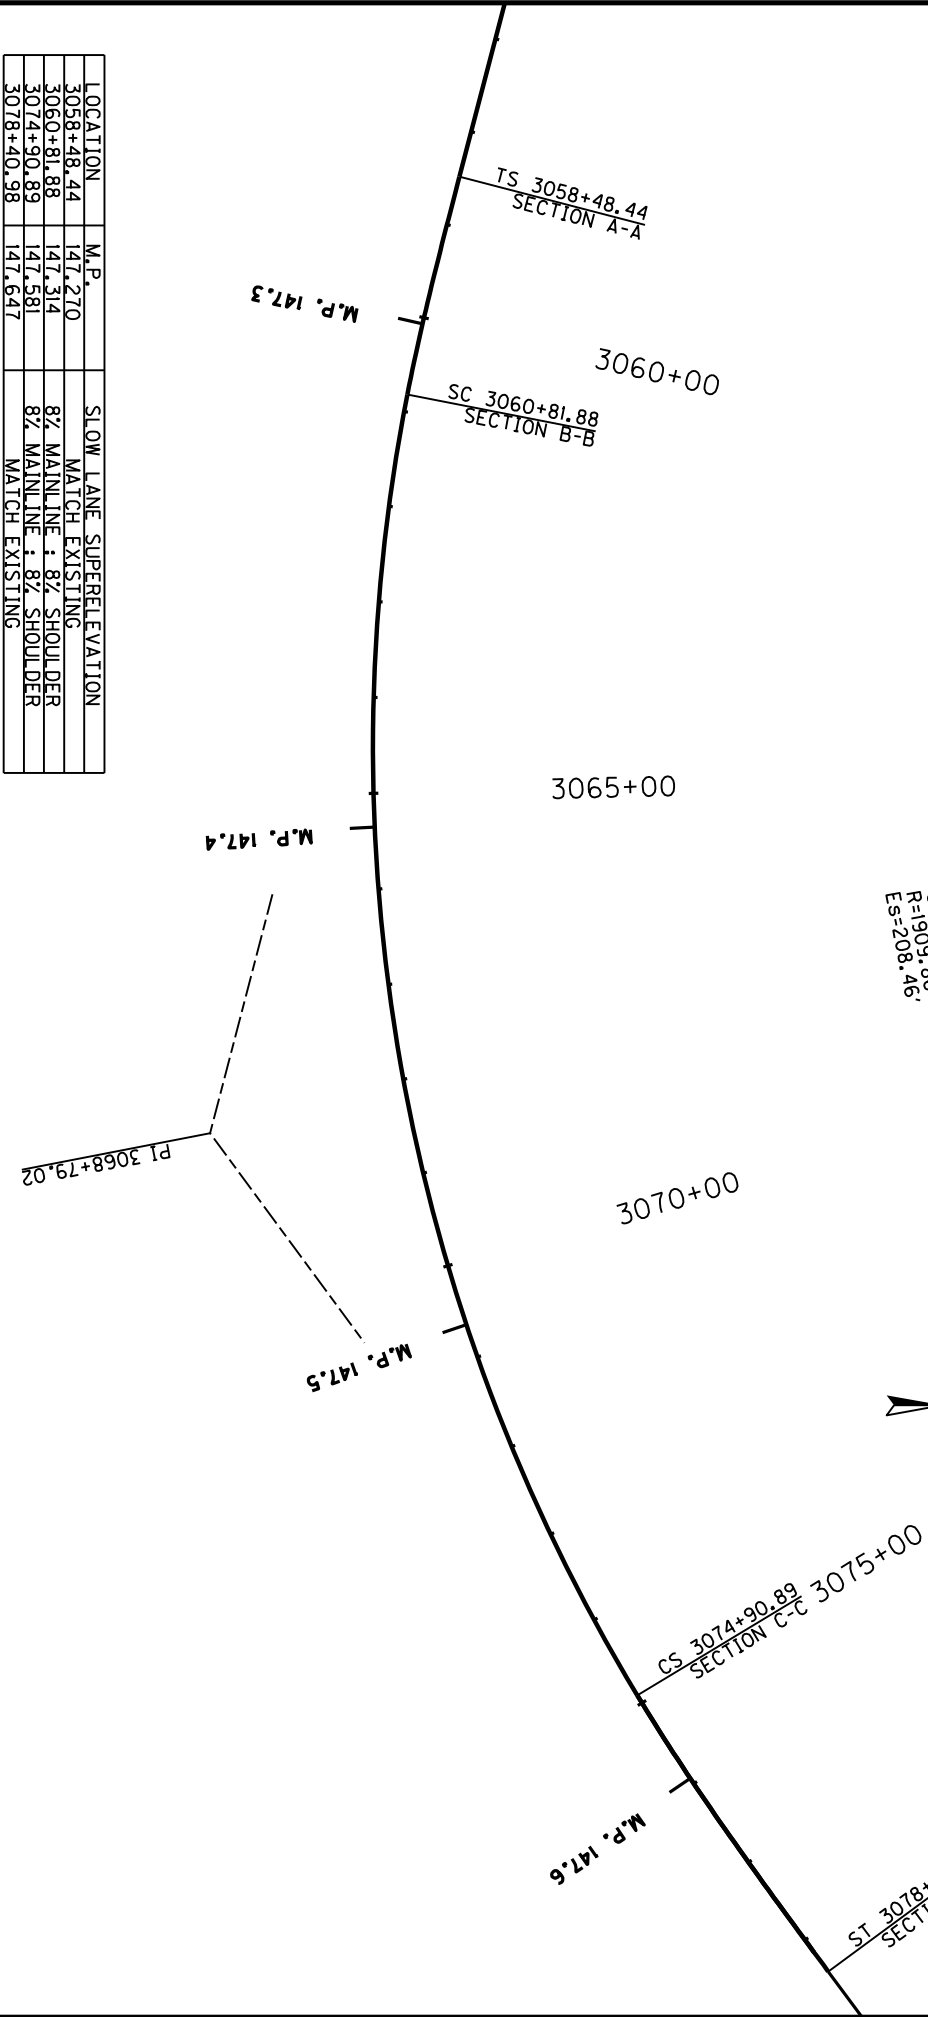 LOCATION M.P. SLOW LANE SUPERELEVATION
3058+48.44 147.270 MATCH EXISTING
3060+81.88 147.314 8% MAINLINE : 8% SHOULDER
3074+90.89 147.581 8% MAINLINE : 8% SHOULDER
3078+40.98 147.647 MATCH EXISTING
TS 3058+48.44
SECTION A-A
M.P. 147.3
3060+00
SC 3060+81.88
SECTION B-B
3065+00
M.P. 147.4
Es=208.46'
PI 3068+79.02
3070+00
M.P. 147.5
3075+00
CS 3074+90.89
SECTION C-C
M.P. 147.6
ST 3078+